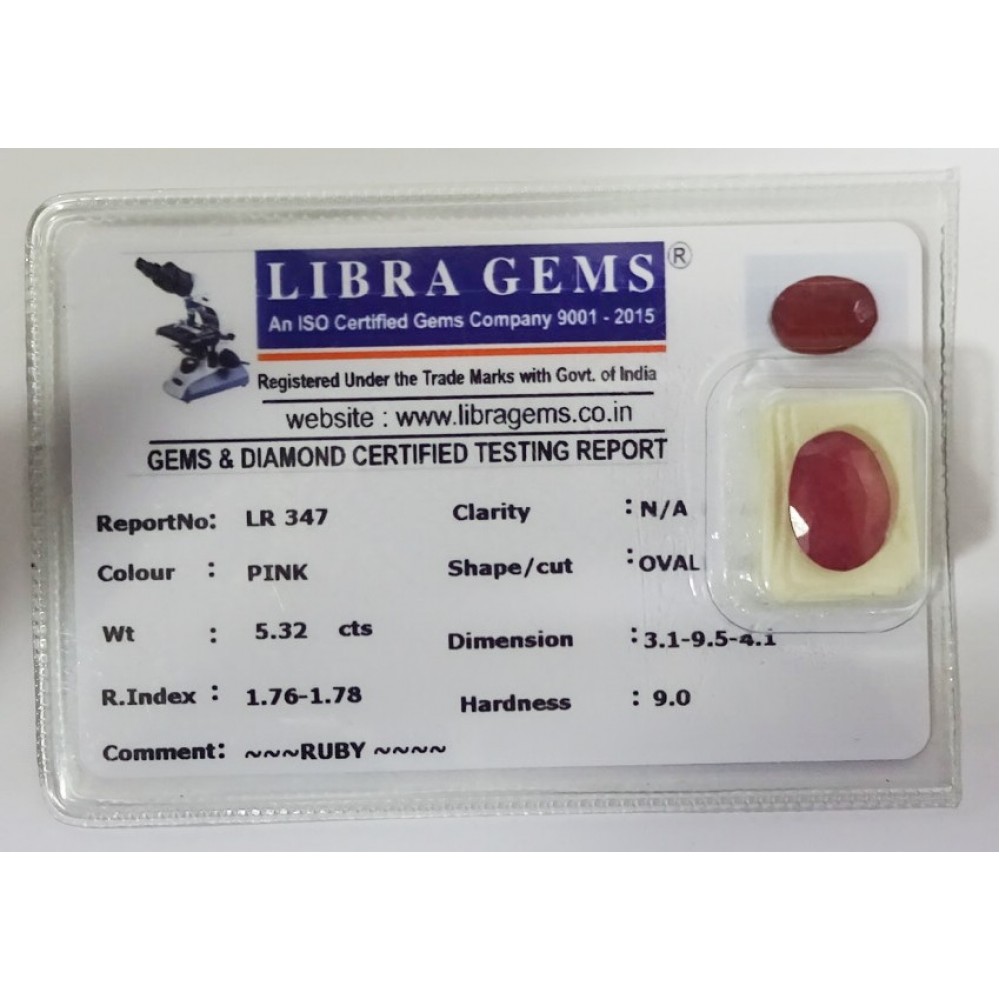 LIBRA GEMS ®
An ISO Certified Gems Company 9001 - 2015
Registered Under the Trade Marks with Govt. of India
website : www.libragems.co.in
GEMS & DIAMOND CERTIFIED TESTING REPORT
ReportNo: LR 347 Clarity : N/A
Colour : PINK Shape/cut : OVAL
Wt : 5.32 cts Dimension : 3.1-9.5-4.1
R.Index : 1.76-1.78 Hardness : 9.0
Comment: ~~~RUBY ~~~~